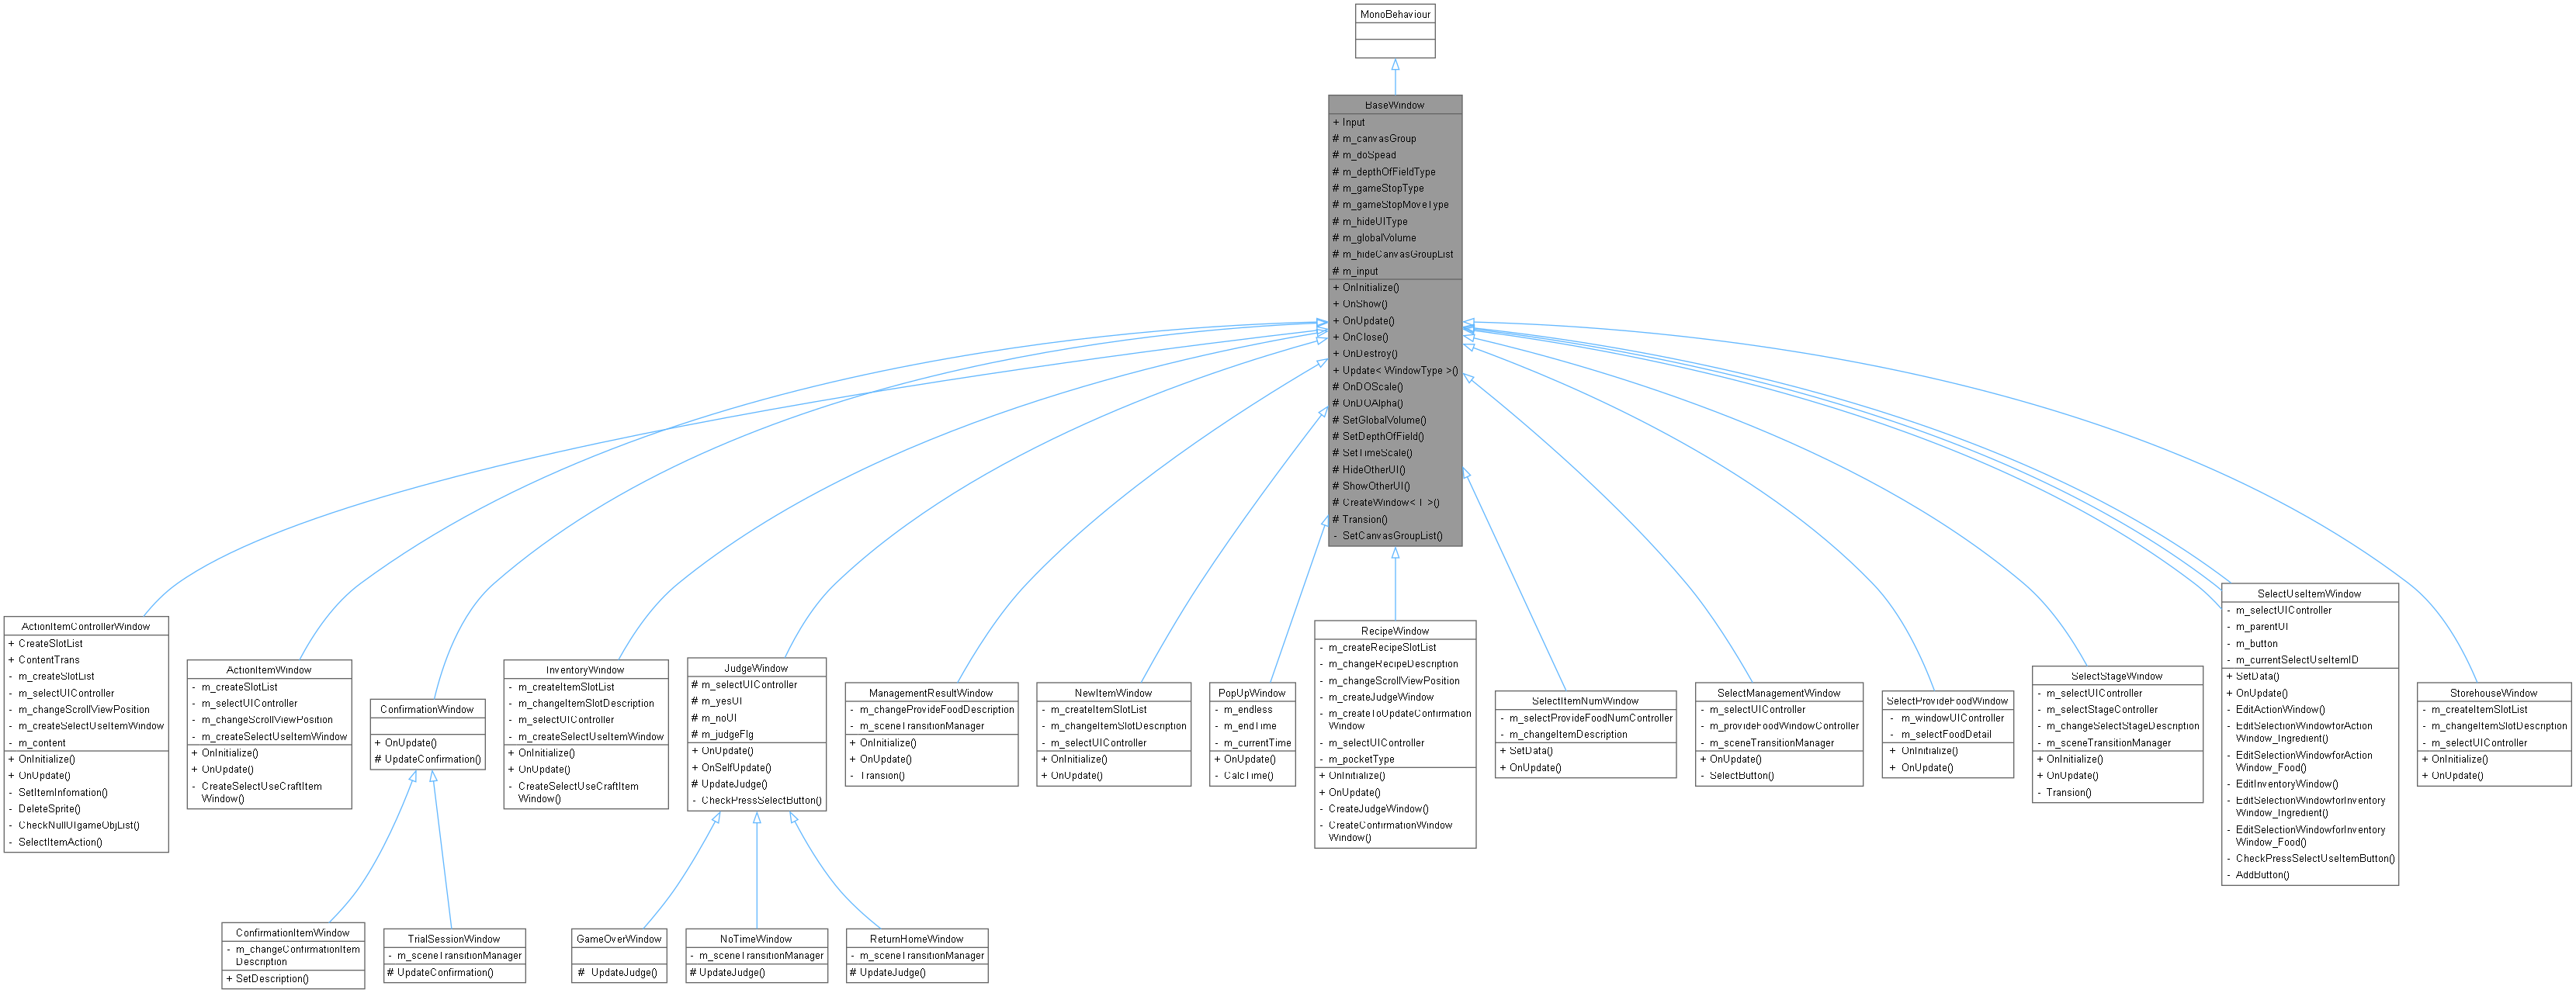 MonoBehaviour
BaseWindow
+ Input
# m_canvasGroup
# m_doSpead
# m_depthOfFieldType
# m_gameStopType
# m_gameStopMoveType
# m_hideUIType
# m_globalVolume
# m_hideCanvasGroupList
# m_input
+ OnInitialize()
+ OnShow()
+ OnUpdate()
+ OnClose()
+ OnDestroy()
+ Update< WindowType >()
# OnDOScale()
# OnDOAlpha()
# SetGlobalVolume()
# SetDepthOfField()
# SetTimeScale()
# HideOtherUI()
# ShowOtherUI()
# CreateWindow< T >()
# Transion()
- SetCanvasGroupList()
ActionItemControllerWindow
+ CreateSlotList
+ ContentTrans
- m_createSlotList
- m_selectUIController
- m_changeScrollViewPosition
- m_createSelectUseItemWindow
- m_content
+ OnInitialize()
+ OnUpdate()
- SetItemInfomation()
- DeleteSprite()
- CheckNullUIgameObjList()
- SelectItemAction()
ActionItemWindow
- m_createSlotList
- m_selectUIController
- m_changeScrollViewPosition
- m_createSelectUseItemWindow
+ OnInitialize()
+ OnUpdate()
- CreateSelectUseCraftItem
Window()
ConfirmationWindow
+ OnUpdate()
# UpdateConfirmation()
InventoryWindow
- m_createItemSlotList
- m_changeItemSlotDescription
- m_selectUIController
- m_createSelectUseItemWindow
+ OnInitialize()
+ OnUpdate()
- CreateSelectUseCraftItem
Window()
JudgeWindow
# m_selectUIController
# m_yesUI
# m_noUI
# m_judgeFlg
+ OnUpdate()
+ OnSelfUpdate()
# UpdateJudge()
- CheckPressSelectButton()
ManagementResultWindow
- m_changeProvideFoodDescription
- m_sceneTransitionManager
+ OnInitialize()
+ OnUpdate()
- Transion()
NewItemWindow
- m_createItemSlotList
- m_changeItemSlotDescription
- m_selectUIController
+ OnInitialize()
+ OnUpdate()
PopUpWindow
- m_endless
- m_endTime
- m_currentTime
+ OnUpdate()
- CalcTime()
RecipeWindow
- m_createRecipeSlotList
- m_changeRecipeDescription
- m_changeScrollViewPosition
- m_createJudgeWindow
- m_createToUpdateConfirmation
Window
- m_selectUIController
- m_pocketType
+ OnInitialize()
+ OnUpdate()
- CreateJudgeWindow()
- CreateConfirmationWindow
Window()
SelectItemNumWindow
- m_selectProvideFoodNumController
- m_changeItemDescription
+ SetData()
+ OnUpdate()
SelectManagementWindow
- m_selectUIController
- m_provideFoodWindowController
- m_sceneTransitionManager
+ OnUpdate()
- SelectButton()
SelectProvideFoodWindow
- m_windowUIController
- m_selectFoodDetail
+ OnInitialize()
+ OnUpdate()
SelectStageWindow
- m_selectUIController
- m_selectStageController
- m_changeSelectStageDescription
- m_sceneTransitionManager
+ OnInitialize()
+ OnUpdate()
- Transion()
SelectUseItemWindow
- m_selectUIController
- m_parentUI
- m_button
- m_currentSelectUseItemID
+ SetData()
+ OnUpdate()
- EditActionWindow()
- EditSelectionWindowforAction
Window_Ingredient()
- EditSelectionWindowforAction
Window_Food()
- EditInventoryWindow()
- EditSelectionWindowforInventory
Window_Ingredient()
- EditSelectionWindowforInventory
Window_Food()
- CheckPressSelectUseItemButton()
- AddButton()
StorehouseWindow
- m_createItemSlotList
- m_changeItemSlotDescription
- m_selectUIController
+ OnInitialize()
+ OnUpdate()
ConfirmationItemWindow
- m_changeConfirmationItem
Description
+ SetDescription()
TrialSessionWindow
- m_sceneTransitionManager
# UpdateConfirmation()
GameOverWindow
# UpdateJudge()
NoTimeWindow
- m_sceneTransitionManager
# UpdateJudge()
ReturnHomeWindow
- m_sceneTransitionManager
# UpdateJudge()